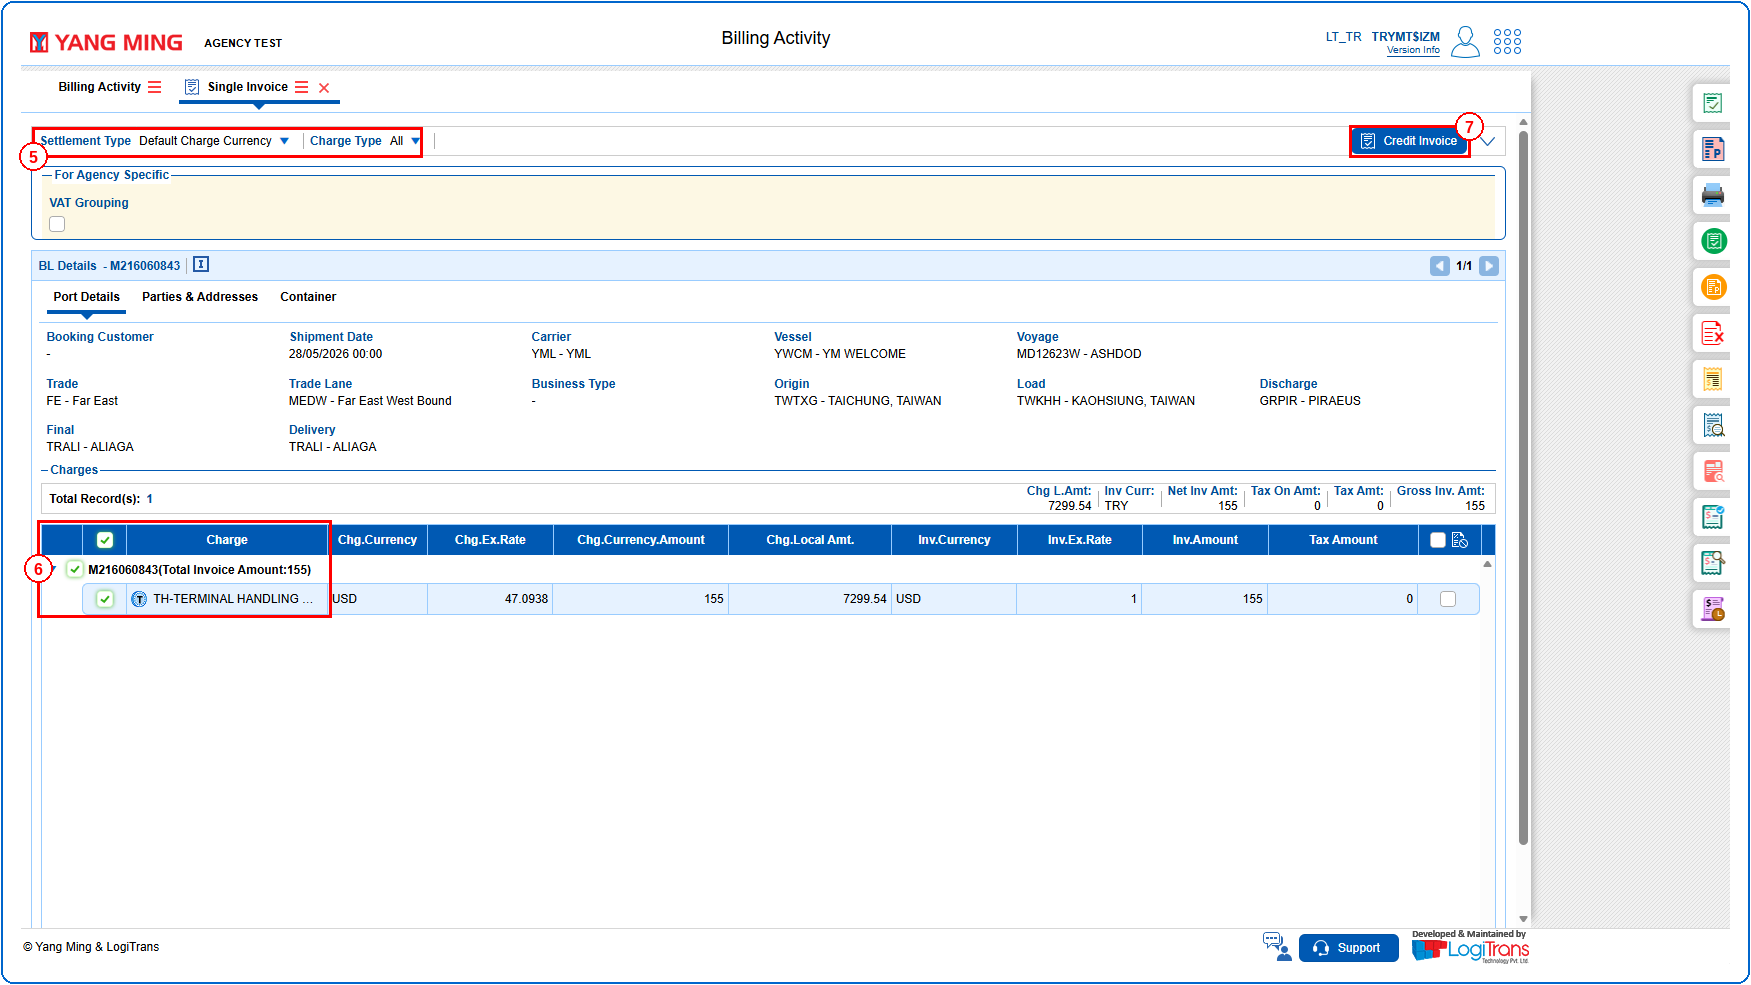 YANG MING AGENCY TEST
Billing Activity
LT_TR TRYMT$IZM
Version Info
Billing Activity
Single Invoice
Settlement Type Default Charge Currency
Charge Type All
5
Credit Invoice
7
For Agency Specific
VAT Grouping
BL Details - M216060843
1/1
Port Details Parties & Addresses Container
Booking Customer Shipment Date Carrier Vessel Voyage
- 28/05/2026 00:00 YML - YML YWCM - YM WELCOME MD12623W - ASHDOD
Trade Trade Lane Business Type Origin Load Discharge
FE - Far East MEDW - Far East West Bound - TWTXG - TAICHUNG, TAIWAN TWKHH - KAOHSIUNG, TAIWAN GRPIR - PIRAEUS
Final Delivery
TRALI - ALIAGA TRALI - ALIAGA
Charges
Total Record(s): 1
Chg L.Amt: Inv Curr: Net Inv Amt: Tax On Amt: Tax Amt: Gross Inv. Amt:
7299.54 TRY 155 0 0 155
Charge Chg.Currency Chg.Ex.Rate Chg.Currency.Amount Chg.Local Amt. Inv.Currency Inv.Ex.Rate Inv.Amount Tax Amount
6
M216060843(Total Invoice Amount:155)
T TH-TERMINAL HANDLING ... USD 47.0938 155 7299.54 USD 1 155 0
© Yang Ming & LogiTrans
Support
Developed & Maintained by
LogiTrans
Technology Pvt. Ltd.